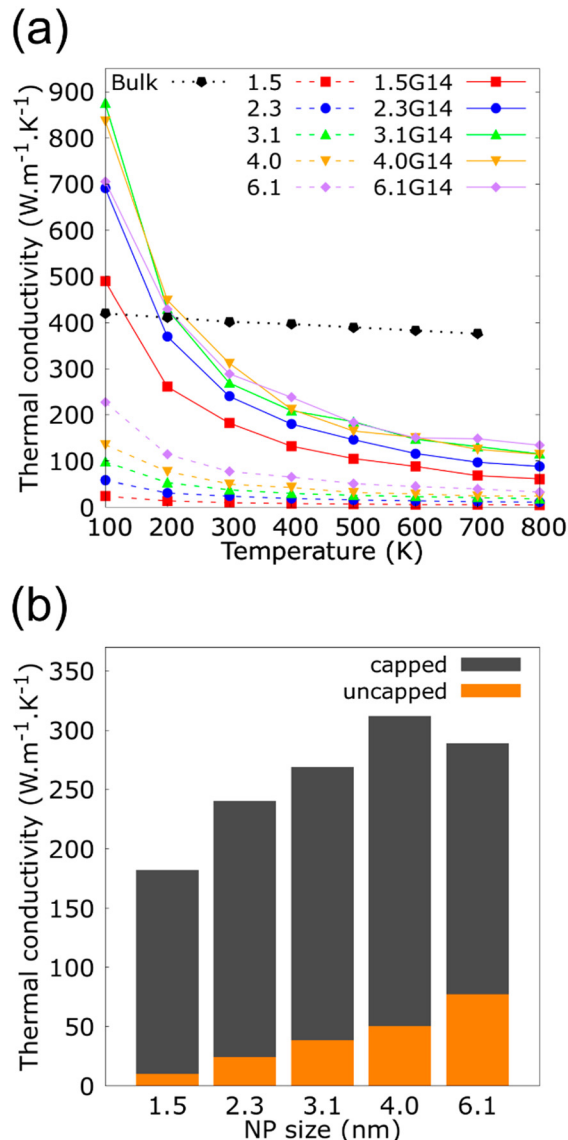 (a)
Thermal conductivity (W.m⁻¹.K⁻¹)
900
800
700
600
500
400
300
200
100
0
Bulk 1.5 1.5G14
2.3 2.3G14
3.1 3.1G14
4.0 4.0G14
6.1 6.1G14
100 200 300 400 500 600 700 800
Temperature (K)
(b)
Thermal conductivity (W.m⁻¹.K⁻¹)
350
300
250
200
150
100
50
0
capped
uncapped
1.5 2.3 3.1 4.0 6.1
NP size (nm)